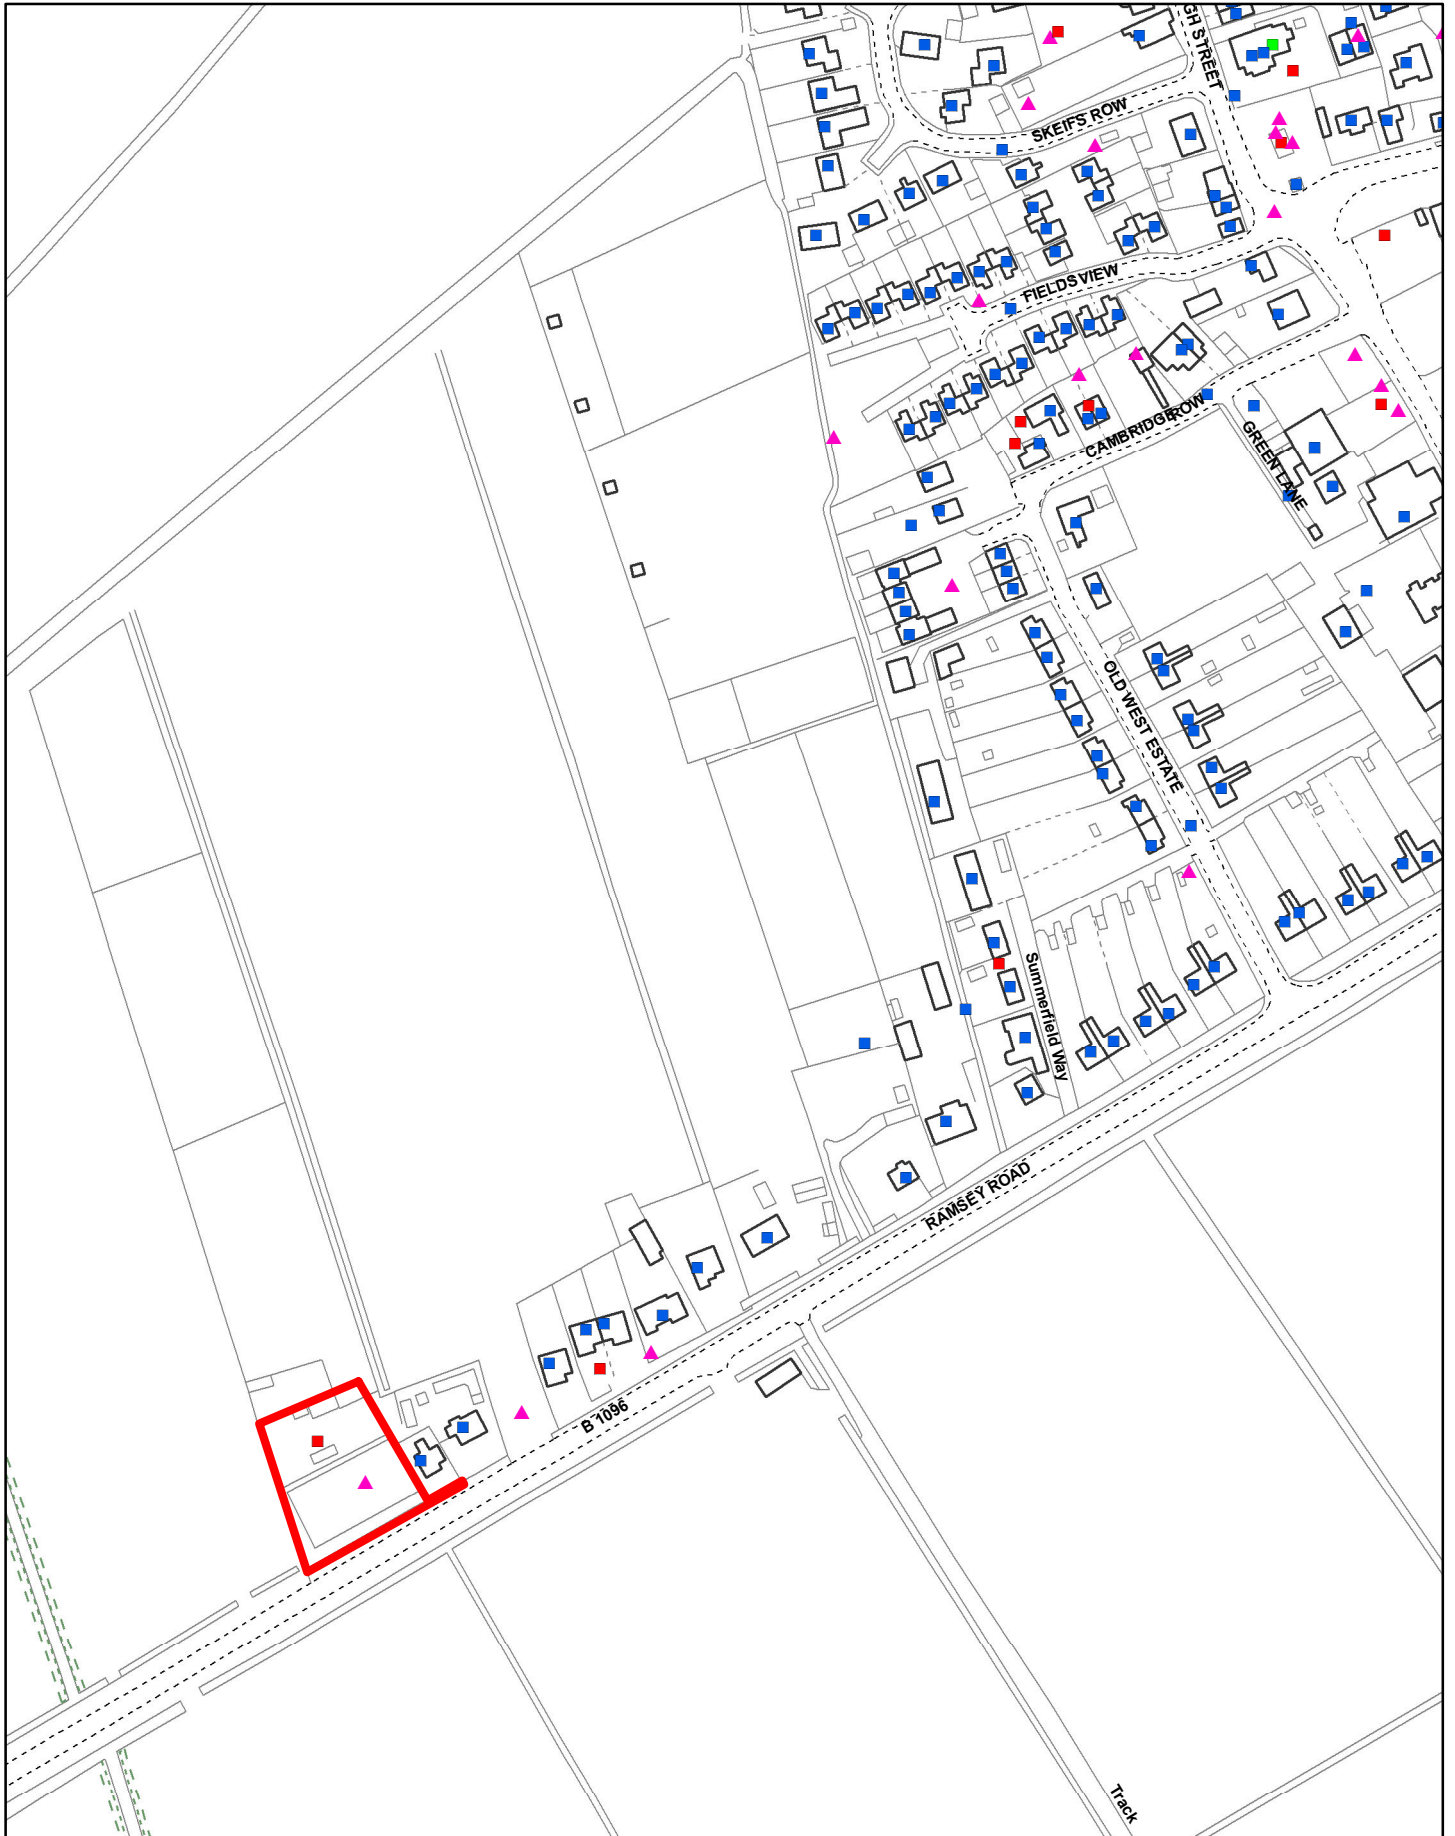 GH STREET
SKEIFS ROW
FIELDS VIEW
CAMBRIDGE ROW
GREEN LANE
OLD WEST ESTATE
Summerfield Way
RAMSEY ROAD
B 1096
Track